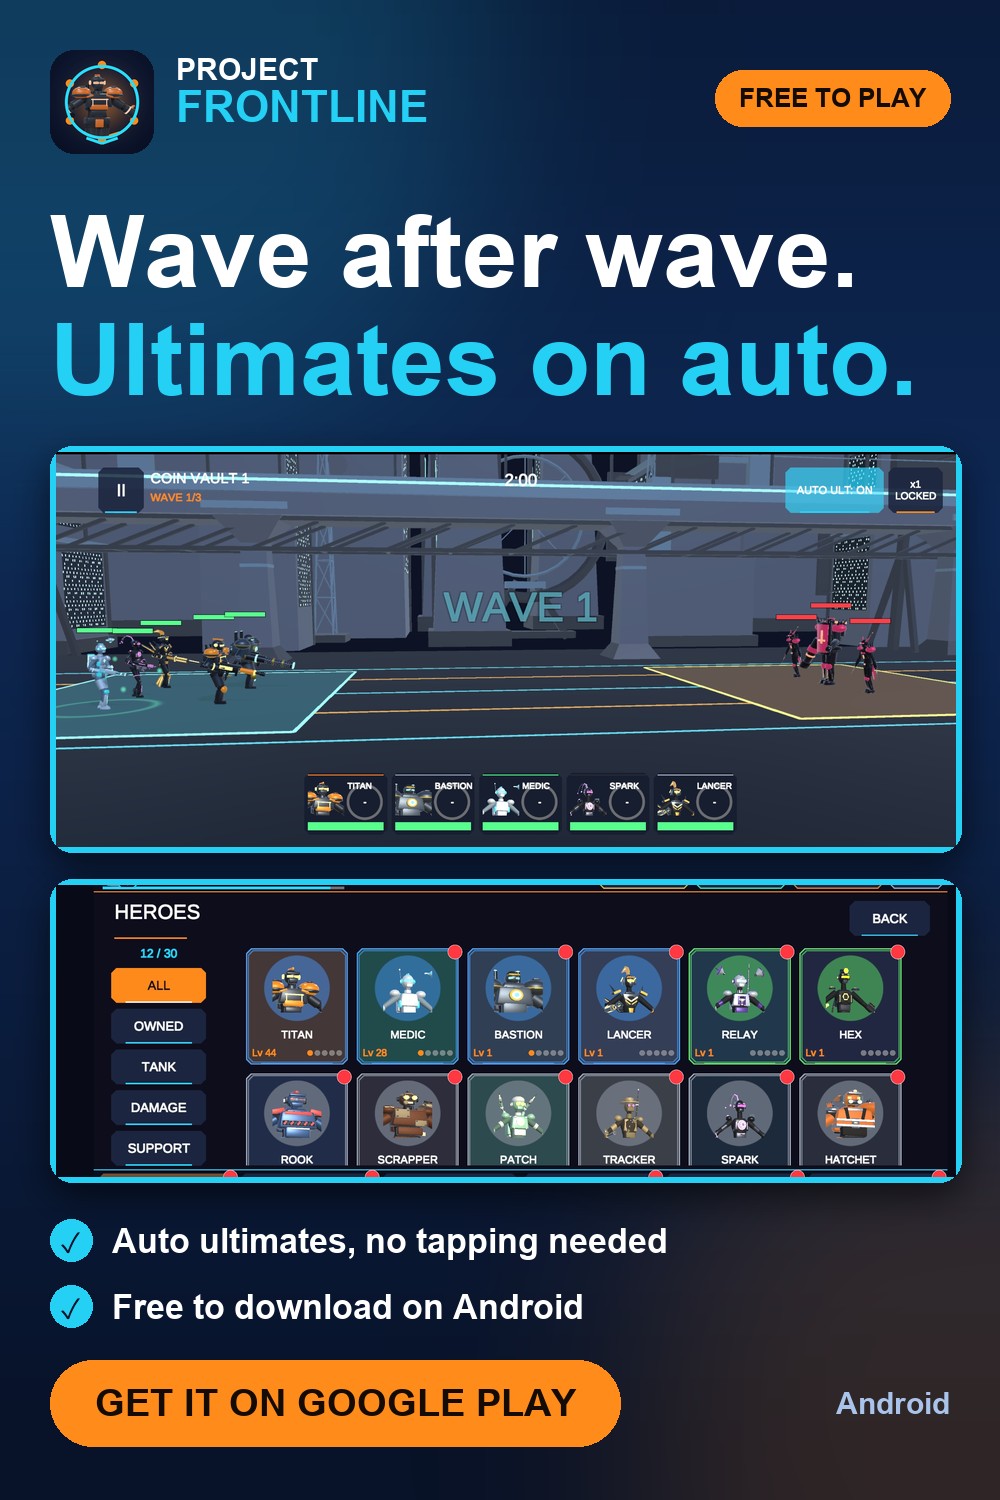 PROJECT
FRONTLINE
FREE TO PLAY
Wave after wave.
Ultimates on auto.
COIN VAULT 1
WAVE 1/3
2:00
AUTO ULT: ON
x1
LOCKED
WAVE 1
TITAN
BASTION
MEDIC
SPARK
LANCER
HEROES
BACK
12 / 30
ALL
OWNED
TANK
DAMAGE
SUPPORT
TITAN
MEDIC
BASTION
LANCER
RELAY
HEX
Lv 44
Lv 28
Lv 1
Lv 1
Lv 1
Lv 1
ROOK
SCRAPPER
PATCH
TRACKER
SPARK
HATCHET
Auto ultimates, no tapping needed
Free to download on Android
GET IT ON GOOGLE PLAY
Android